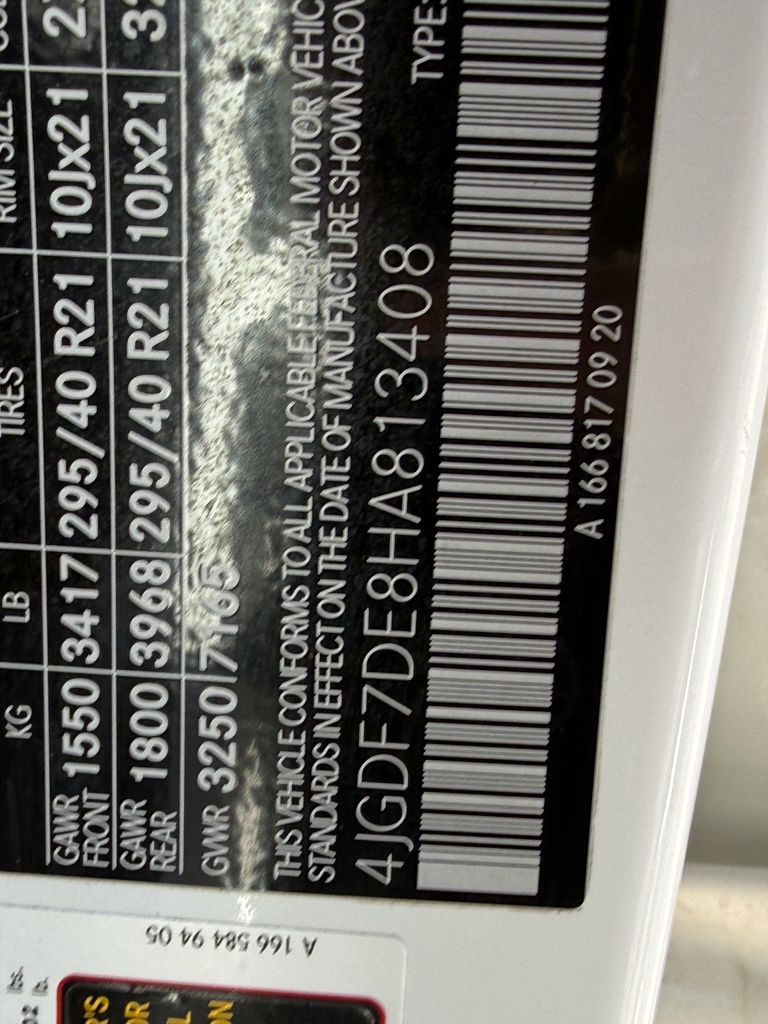 KG LB TIRES RIM SIZE
GAWR FRONT 1550 3417 295/40 R21 10Jx21
GAWR REAR 1800 3968 295/40 R21 10Jx21
GVWR 3250 7165
THIS VEHICLE CONFORMS TO ALL APPLICABLE FEDERAL MOTOR VEHIC
STANDARDS IN EFFECT ON THE DATE OF MANUFACTURE SHOWN ABOV
4JGDF7DE8HA813408 TYPE:
A 166 817 09 20
A 166 584 94 05
lbs.
lb.